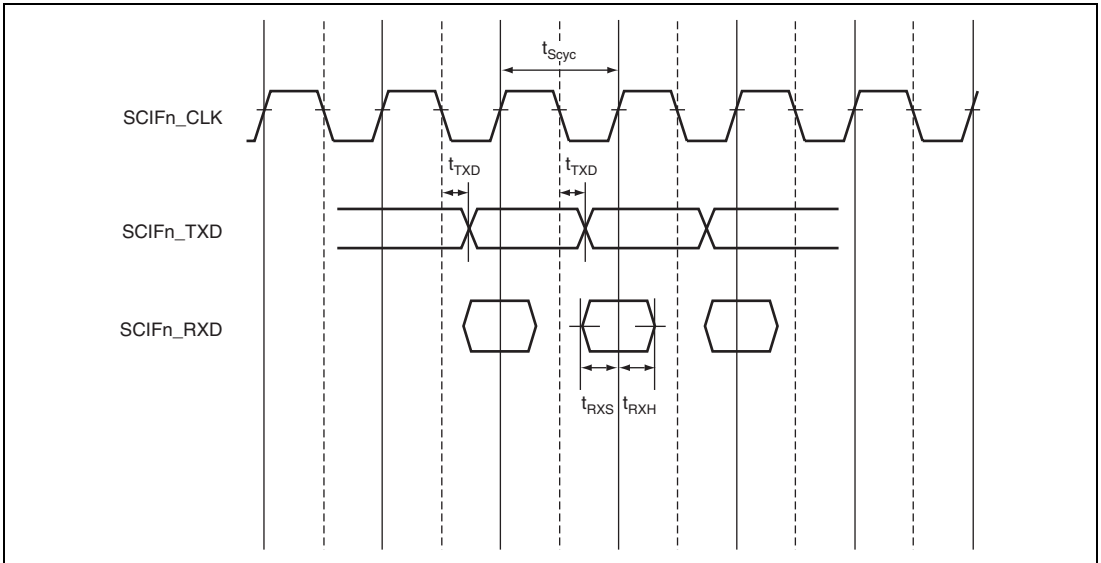 tScyc
SCIFn_CLK
tTXD tTXD
SCIFn_TXD
SCIFn_RXD
tRXS tRXH